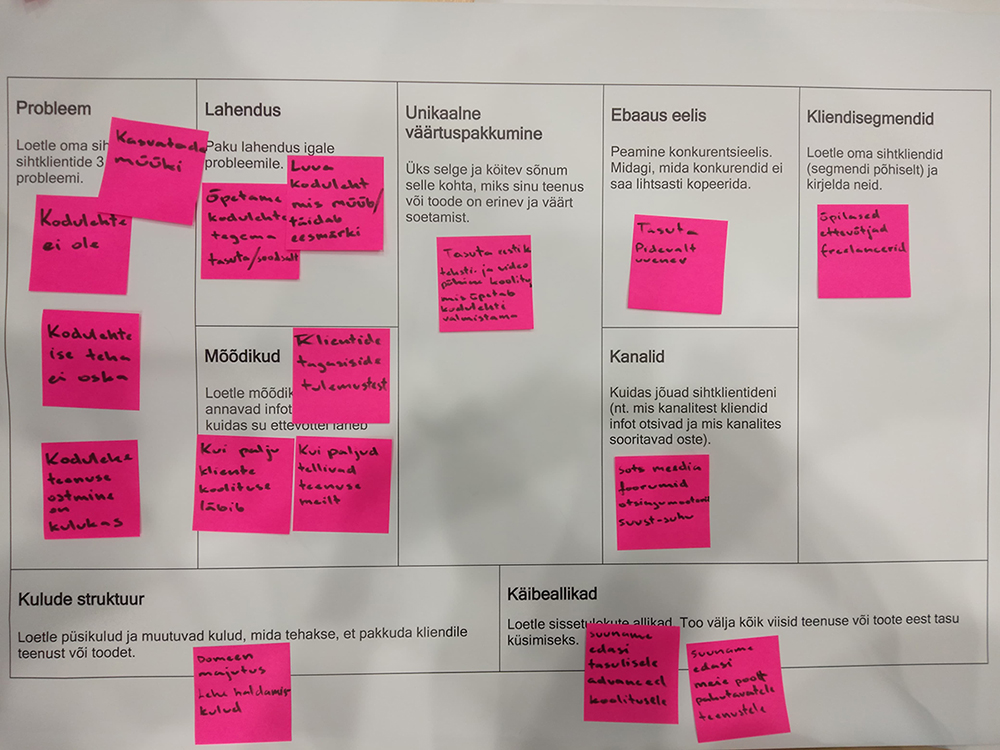 Probleem
Loetle oma sih
sihtklientide 3
probleemi.
Kasvatada
müüki
Kodulehte
ei ole
Kodulehte
ise teha
ei oska
Kodulehe
teenuse
ostmine
on
kulukas
Lahendus
Paku lahendus igale
probleemile.
Õpetame
kodulehte
tegema
tasuta/soodsalt
Luua
koduleht
mis müüb/
täidab
eesmärki
Mõõdikud
Loetle mõõdik
annavad infot
kuidas su ettevõttel läheb
Klientide
tagasiside
tulemustest
Kui palju
kliente
koolituse
läbib
Kui paljud
tellivad
teenuse
meilt
Unikaalne
väärtuspakkumine
Üks selge ja köitev sõnum
selle kohta, miks sinu teenus
või toode on erinev ja väärt
soetamist.
Tasuta eestik
teksti- ja video
põhine koolitus
mis õpetab
kodulehti
valmistama
Ebaaus eelis
Peamine konkurentsieelis.
Midagi, mida konkurendid ei
saa lihtsasti kopeerida.
Tasuta
Pidevalt
uuenev
Kanalid
Kuidas jõuad sihtklientideni
(nt. mis kanalitest kliendid
infot otsivad ja mis kanalites
sooritavad oste).
sots meedia
foorumid
otsingumootorid
suust-suhu
Kliendisegmendid
Loetle oma sihtkliendid
(segmendi põhiselt) ja
kirjelda neid.
õpilased
ettevõtjad
freelancerid
Kulude struktuur
Loetle püsikulud ja muutuvad kulud, mida tehakse, et pakkuda kliendile
teenust või toodet.
Domeen
majutus
Lehe haldamis
kulud
Käibeallikad
Loetle sissetulekute allikad. Too välja kõik viisid teenuse või toote eest tasu
küsimiseks.
suuname
edasi
tasulisele
advanced
koolitusele
suuname
edasi
meie poolt
pakutavatele
teenustele